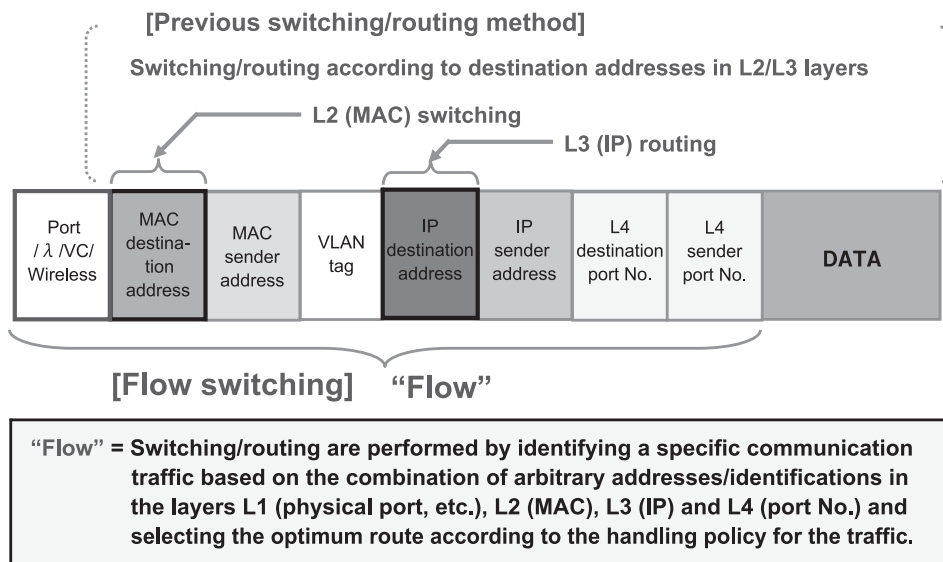 [Previous switching/routing method]
Switching/routing according to destination addresses in L2/L3 layers
L2 (MAC) switching
L3 (IP) routing
Port
/ λ /VC/
Wireless
MAC
destina-
tion
address
MAC
sender
address
VLAN
tag
IP
destination
address
IP
sender
address
L4
destination
port No.
L4
sender
port No.
DATA
[Flow switching] “Flow”
“Flow” = Switching/routing are performed by identifying a specific communication
traffic based on the combination of arbitrary addresses/identifications in
the layers L1 (physical port, etc.), L2 (MAC), L3 (IP) and L4 (port No.) and
selecting the optimum route according to the handling policy for the traffic.